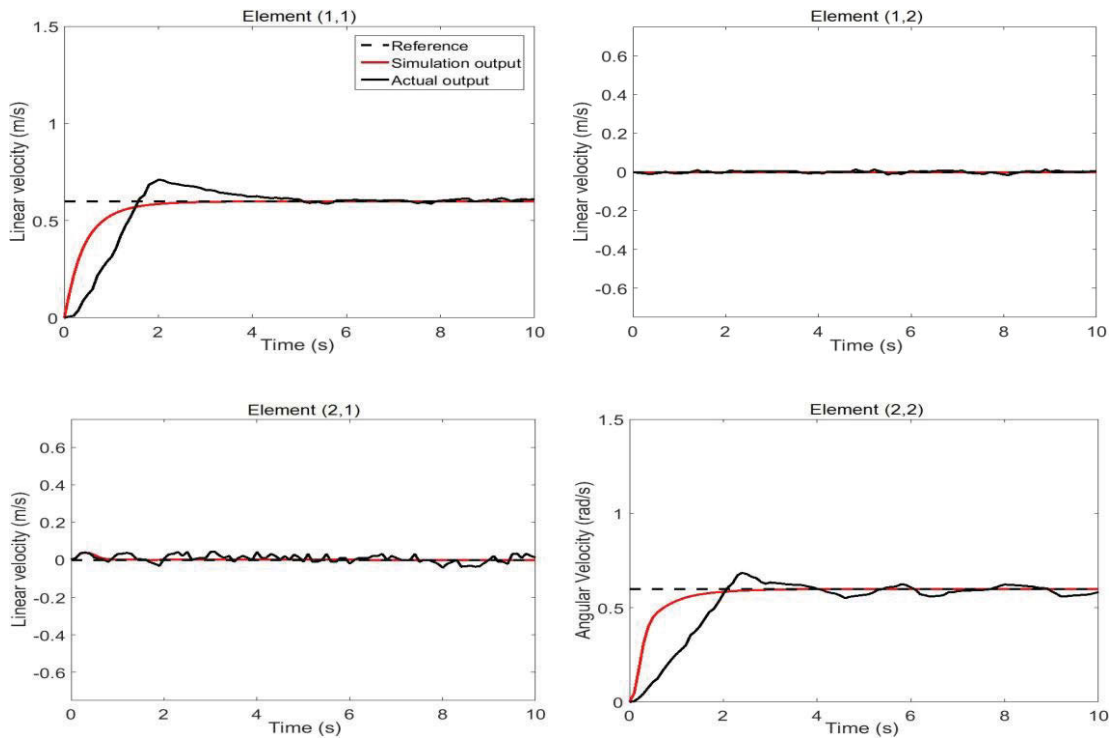 Element (1,1)
1.5
1
0.5
0
Linear velocity (m/s)
Reference
Simulation output
Actual output
0 2 4 6 8 10
Time (s)
Element (1,2)
0.6
0.4
0.2
0
-0.2
-0.4
-0.6
Linear velocity (m/s)
0 2 4 6 8 10
Time (s)
Element (2,1)
0.6
0.4
0.2
0
-0.2
-0.4
-0.6
Linear velocity (m/s)
0 2 4 6 8 10
Time (s)
Element (2,2)
1.5
1
0.5
0
Angular Velocity (rad/s)
0 2 4 6 8 10
Time (s)